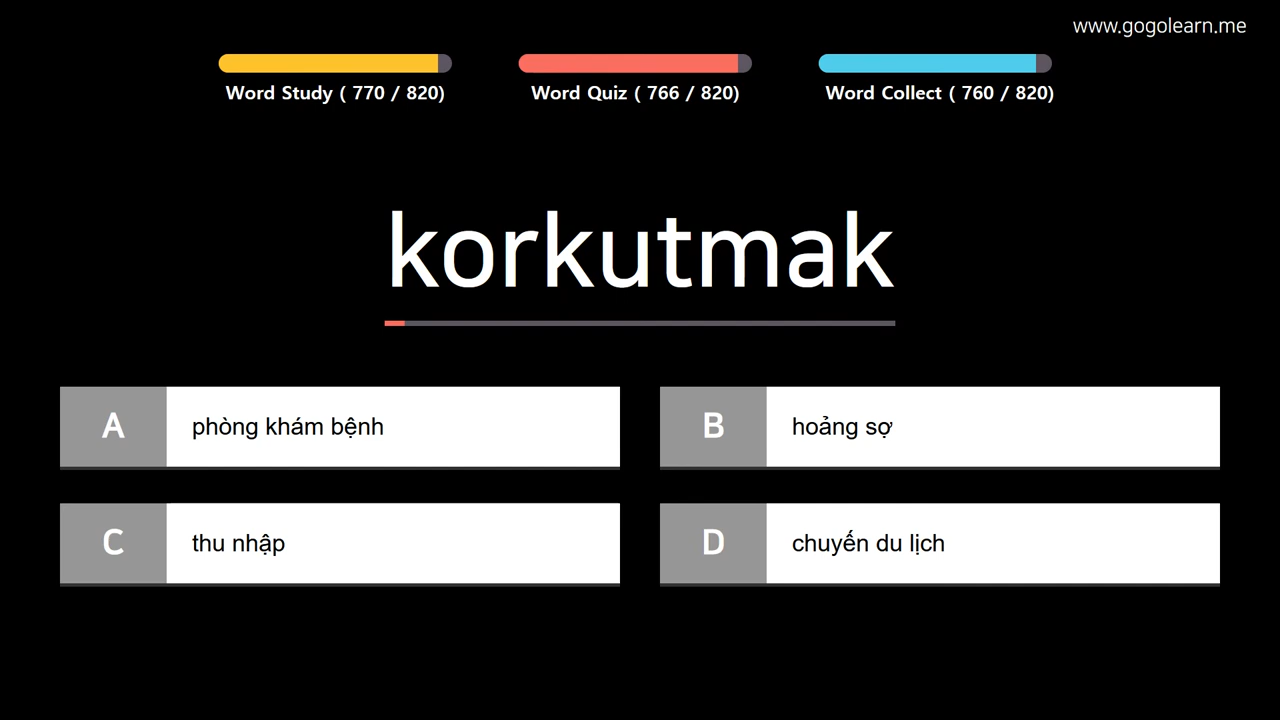 www.gogolearn.me
Word Study ( 770 / 820)
Word Quiz ( 766 / 820)
Word Collect ( 760 / 820)
korkutmak
A phòng khám bệnh
B hoảng sợ
C thu nhập
D chuyến du lịch